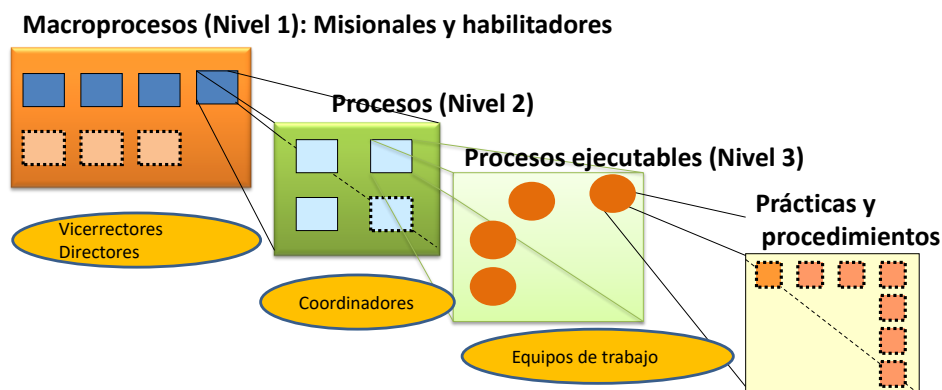 Macroprocesos (Nivel 1): Misionales y habilitadores
Procesos (Nivel 2)
Procesos ejecutables (Nivel 3)
Prácticas y
procedimientos
Vicerrectores
Directores
Coordinadores
Equipos de trabajo